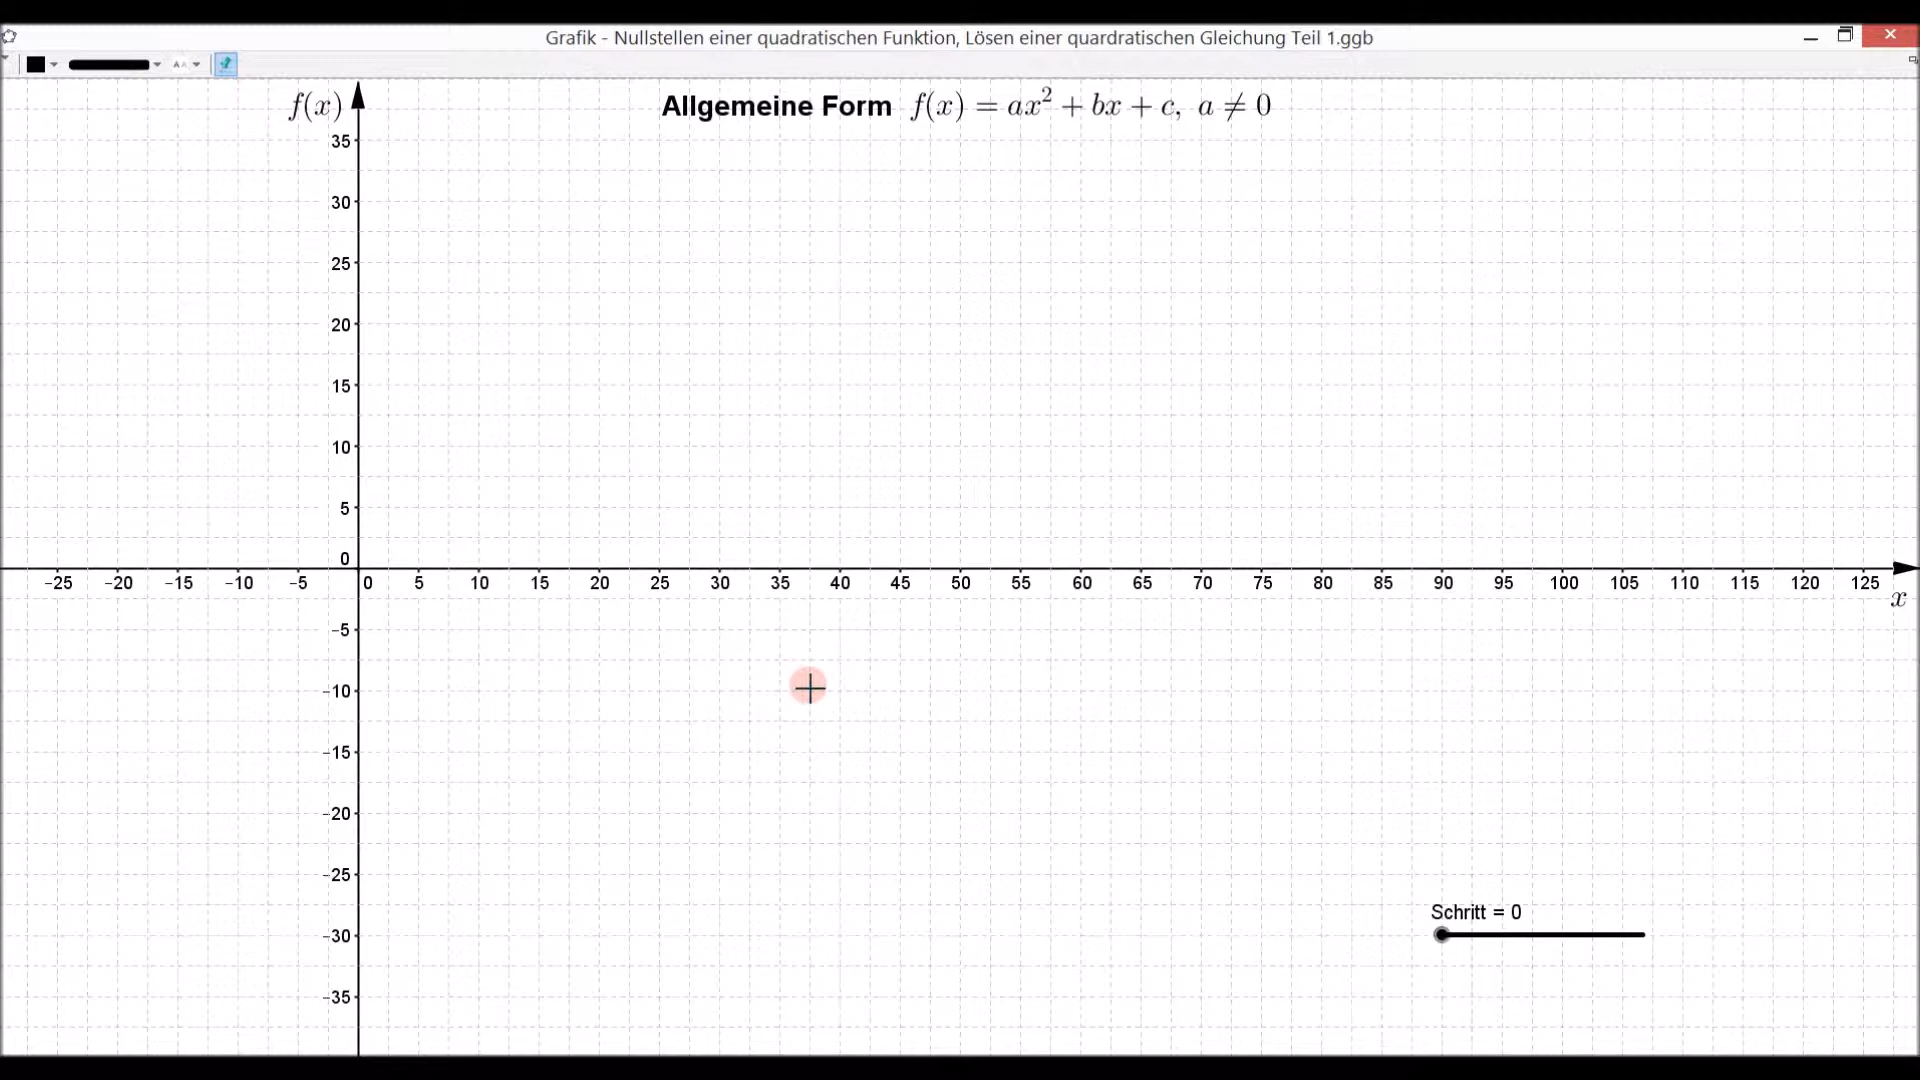 Grafik - Nullstellen einer quadratischen Funktion, Lösen einer quardratischen Gleichung Teil 1.ggb
AA
f(x)
Allgemeine Form f(x) = ax² + bx + c, a ≠ 0
35
30
25
20
15
10
5
0
−25 −20 −15 −10 −5 0 5 10 15 20 25 30 35 40 45 50 55 60 65 70 75 80 85 90 95 100 105 110 115 120 125
x
−5
−10
−15
−20
−25
Schritt = 0
−30
−35